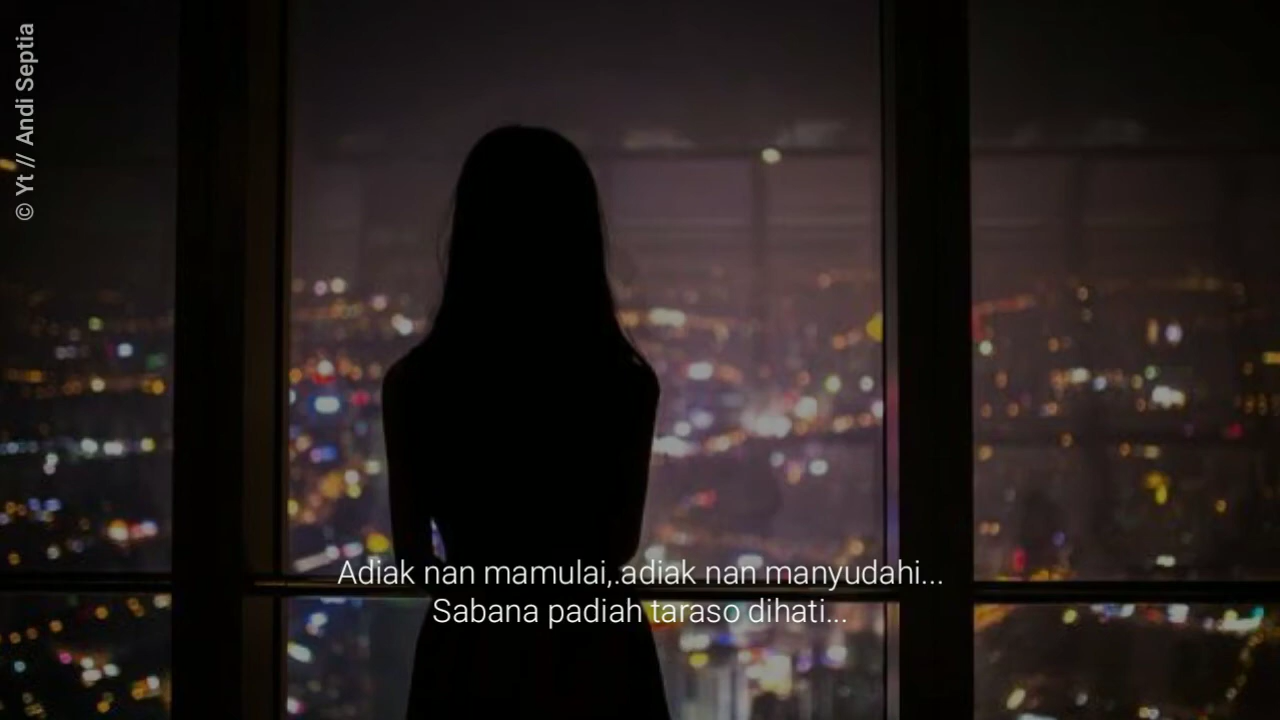 © Yt // Andi Septia
Adiak nan mamulai,.adiak nan manyudahi...
Sabana padiah taraso dihati...